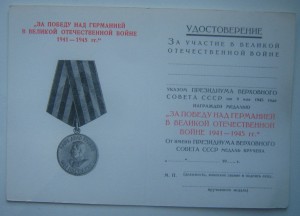 „ЗА ПОБЕДУ НАД ГЕРМАНИЕЙ
В ВЕЛИКОЙ ОТЕЧЕСТВЕННОЙ ВОЙНЕ
1941—1945 гг."
УДОСТОВЕРЕНИЕ
ЗА УЧАСТИЕ В ВЕЛИКОЙ
ОТЕЧЕСТВЕННОЙ ВОЙНЕ
УКАЗОМ ПРЕЗИДИУМА ВЕРХОВНОГО
СОВЕТА СССР от 9 мая 1945 года
НАГРАЖДЕН МЕДАЛЬЮ
„ЗА ПОБЕДУ НАД ГЕРМАНИЕЙ
В ВЕЛИКОЙ ОТЕЧЕСТВЕННОЙ
ВОЙНЕ 1941—1945 гг."
От имени ПРЕЗИДИУМА ВЕРХОВНОГО
СОВЕТА СССР МЕДАЛЬ ВРУЧЕНА
М. П.